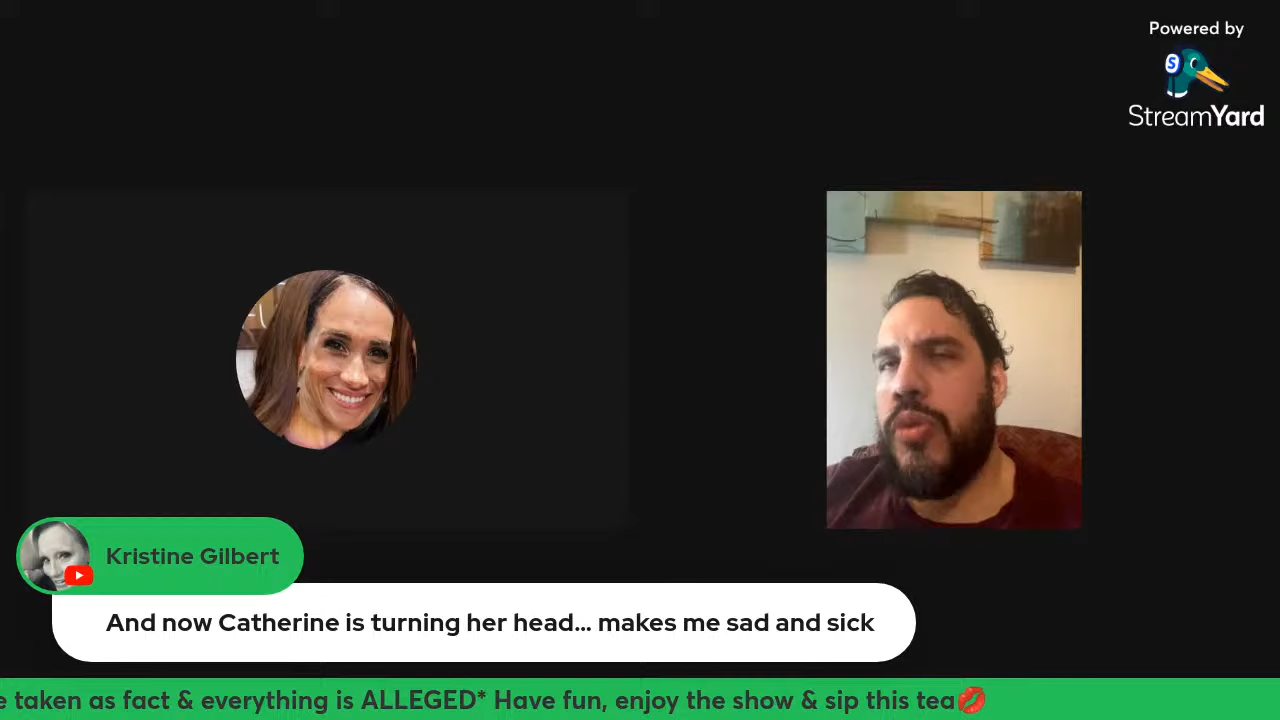 Powered by
S
StreamYard
Kristine Gilbert
And now Catherine is turning her head... makes me sad and sick
taken as fact & everything is ALLEGED* Have fun, enjoy the show & sip this tea💋